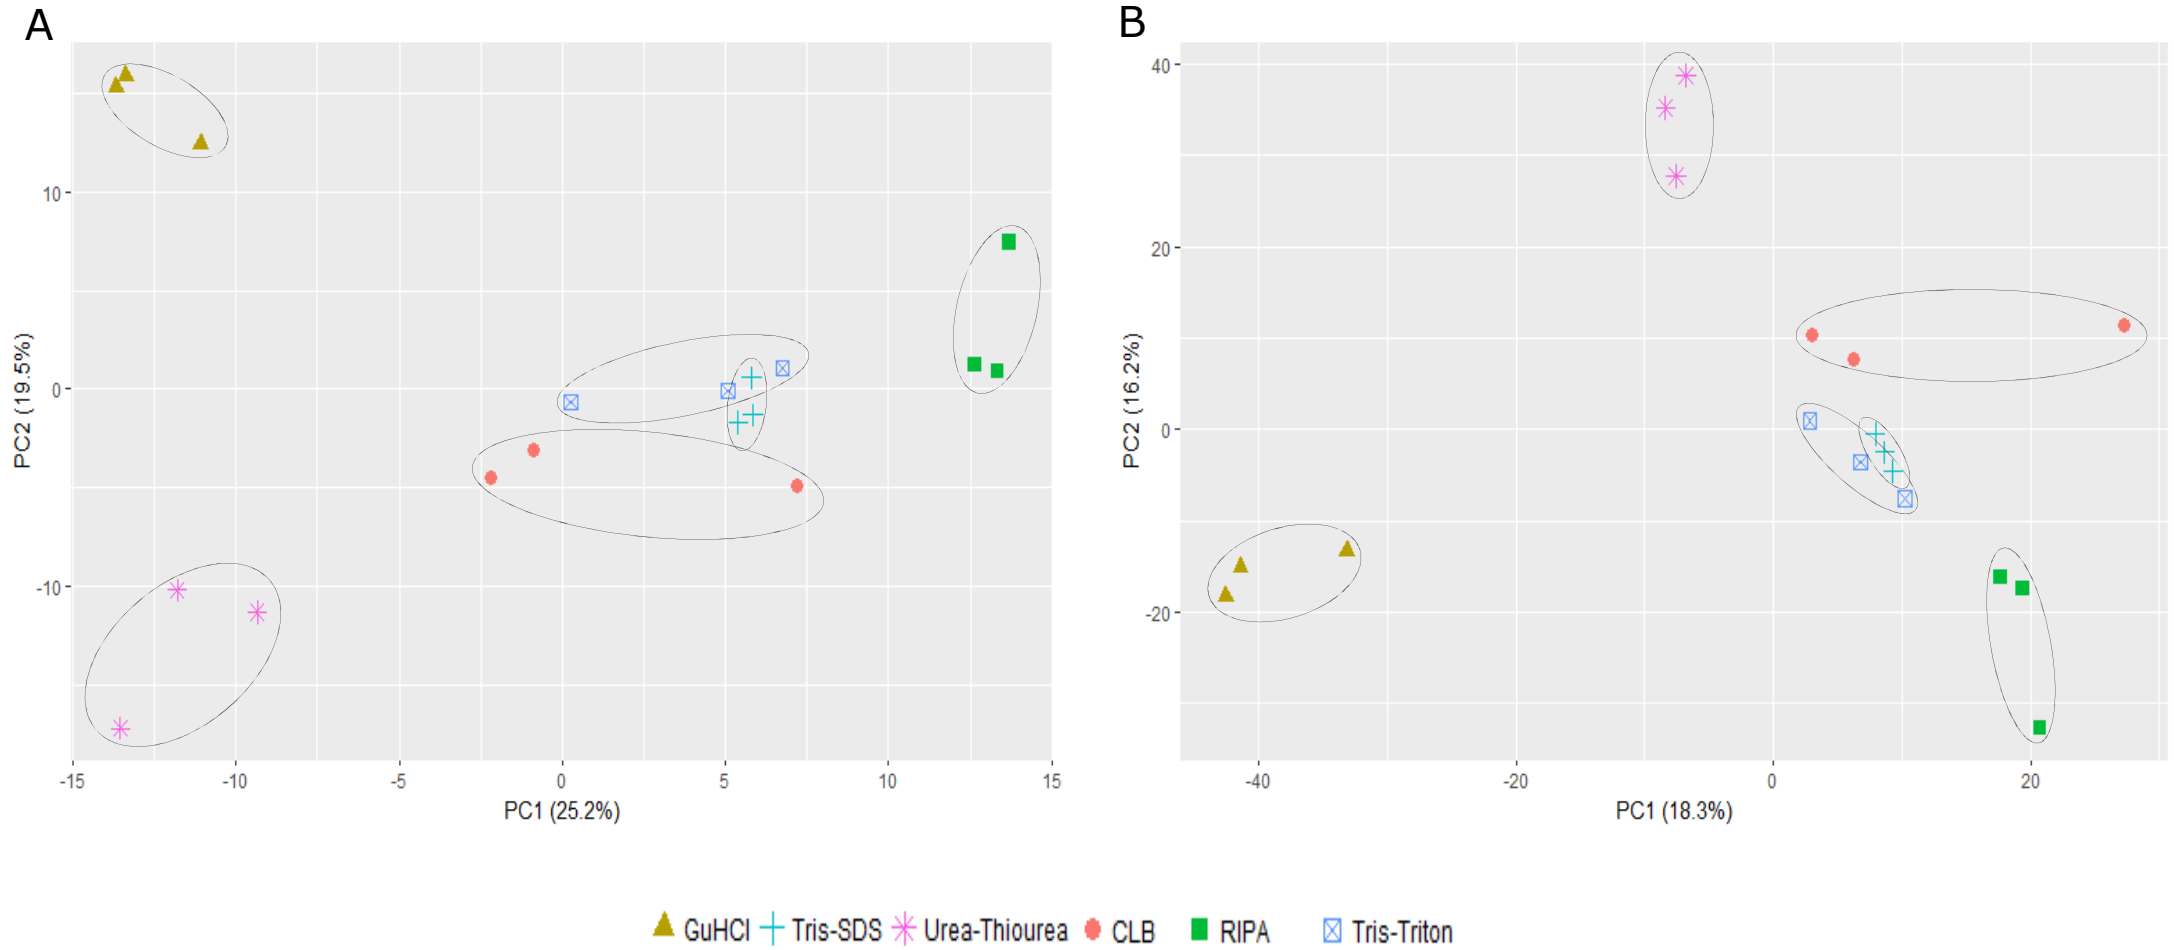 A
B
10
0
-10
PC2 (19.5%)
-15 -10 -5 0 5 10 15
PC1 (25.2%)
40
20
0
-20
PC2 (16.2%)
-40 -20 0 20
PC1 (18.3%)
GuHCl Tris-SDS Urea-Thiourea CLB RIPA Tris-Triton